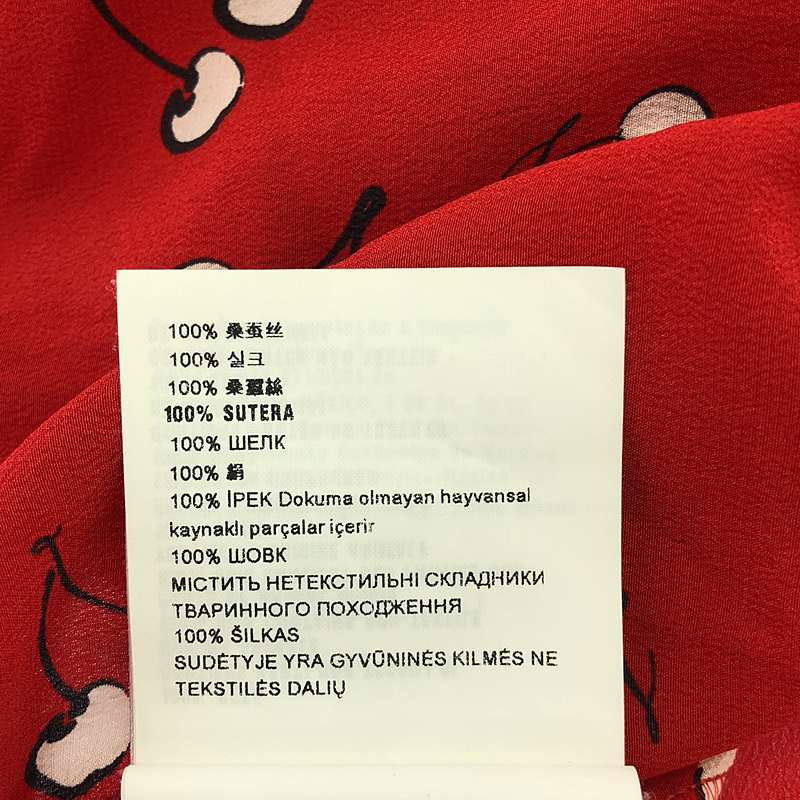 100% 桑蚕丝
100% 실크
100% 桑蠶絲
100% SUTERA
100% ШЕЛК
100% 絹
100% İPEK Dokuma olmayan hayvansal
kaynaklı parçalar içerir
100% ШОВК
МІСТИТЬ НЕТЕКСТИЛЬНІ СКЛАДНИКИ
ТВАРИННОГО ПОХОДЖЕННЯ
100% ŠILKAS
SUDĖTYJE YRA GYVŪNINĖS KILMĖS NE
TEKSTILĖS DALIŲ